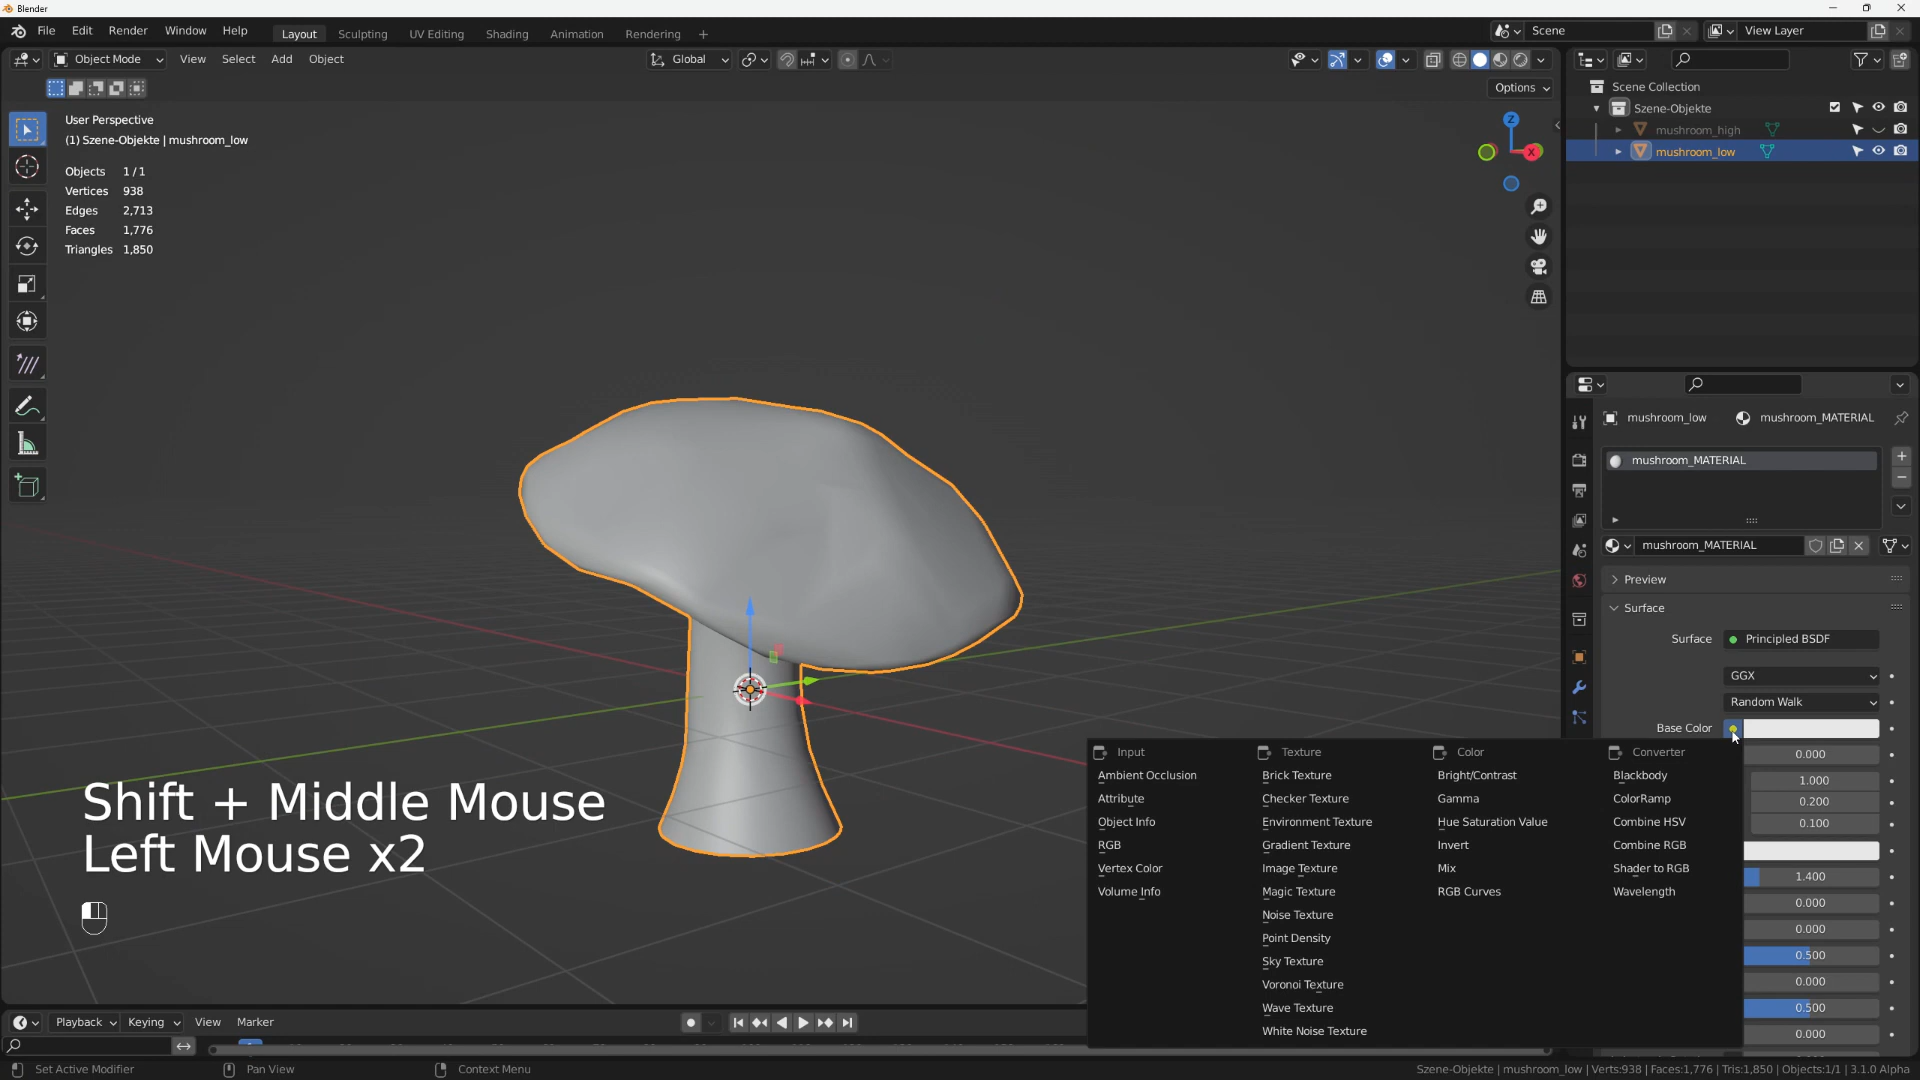 Blender
File Edit Render Window Help Layout Sculpting UV Editing Shading Animation Rendering + Scene View Layer
Object Mode View Select Add Object Global
Options
User Perspective
(1) Szene-Objekte | mushroom_low
Objects 1 / 1
Vertices 938
Edges 2,713
Faces 1,776
Triangles 1,850
Z
X
Scene Collection
Szene-Objekte
mushroom_high
mushroom_low
mushroom_low mushroom_MATERIAL
mushroom_MATERIAL
mushroom_MATERIAL
Preview
Surface
Surface Principled BSDF
GGX
Random Walk
Base Color
0.000
1.000
0.200
0.100
1.400
0.000
0.000
0.500
0.000
0.500
0.000
Input Texture Color Converter
Ambient Occlusion Brick Texture Bright/Contrast Blackbody
Attribute Checker Texture Gamma ColorRamp
Object Info Environment Texture Hue Saturation Value Combine HSV
RGB Gradient Texture Invert Combine RGB
Vertex Color Image Texture Mix Shader to RGB
Volume Info Magic Texture RGB Curves Wavelength
Noise Texture
Point Density
Sky Texture
Voronoi Texture
Wave Texture
White Noise Texture
Shift + Middle Mouse
Left Mouse x2
Playback Keying View Marker
Set Active Modifier Pan View Context Menu
Szene-Objekte | mushroom_low | Verts:938 | Faces:1,776 | Tris:1,850 | Objects:1/1 | 3.1.0 Alpha